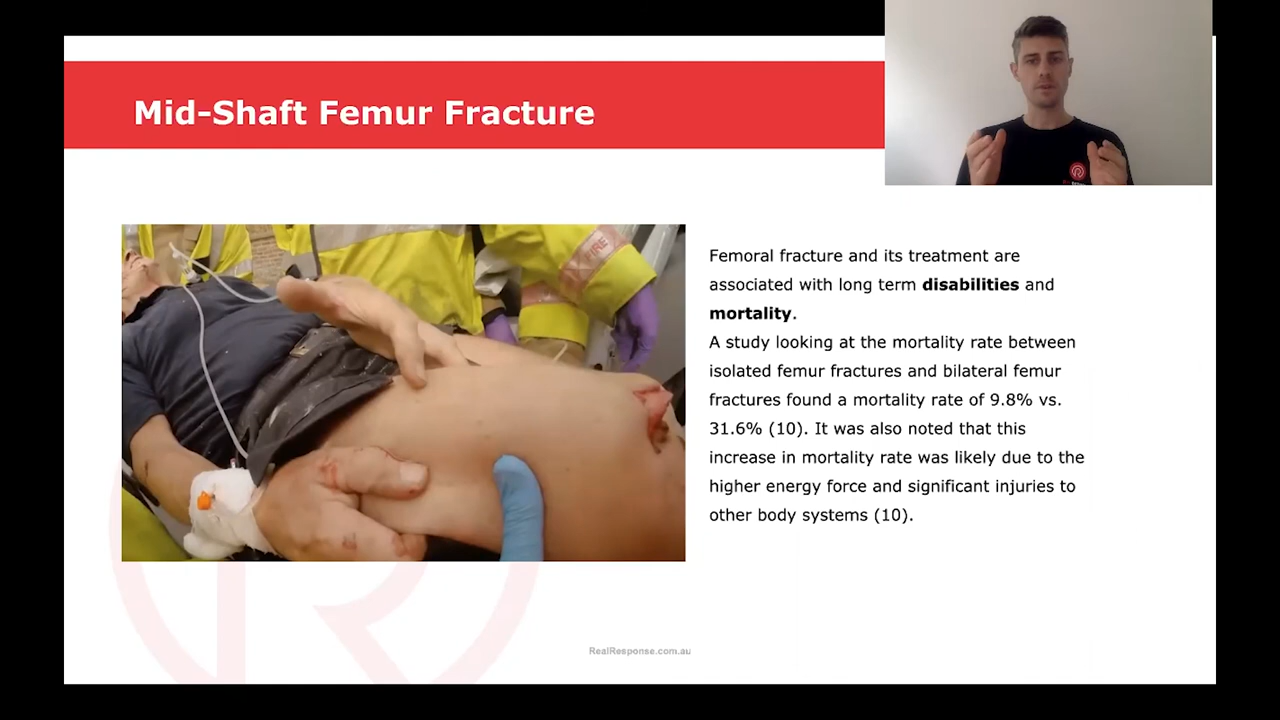 Mid-Shaft Femur Fracture
FIRE
Femoral fracture and its treatment are
associated with long term disabilities and
mortality.
A study looking at the mortality rate between
isolated femur fractures and bilateral femur
fractures found a mortality rate of 9.8% vs.
31.6% (10). It was also noted that this
increase in mortality rate was likely due to the
higher energy force and significant injuries to
other body systems (10).
RealResponse.com.au